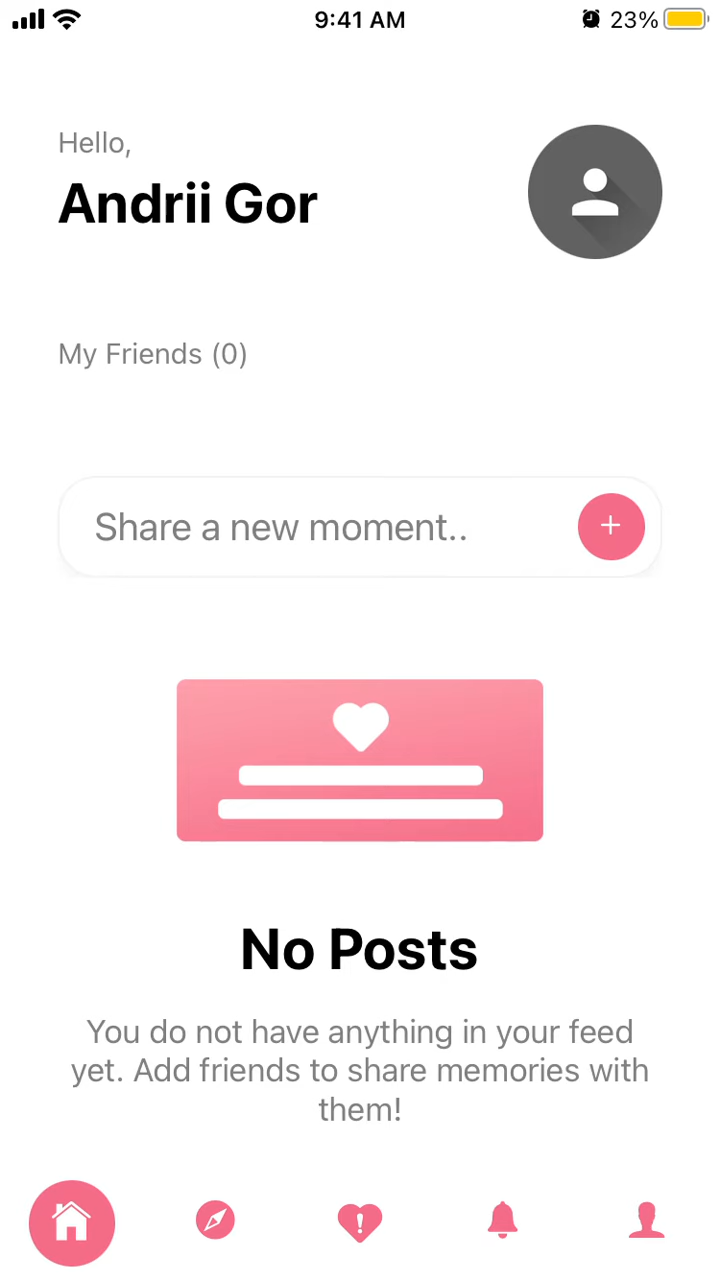 9:41 AM
23%
Hello,
Andrii Gor
My Friends (0)
Share a new moment..
No Posts
You do not have anything in your feed
yet. Add friends to share memories with
them!